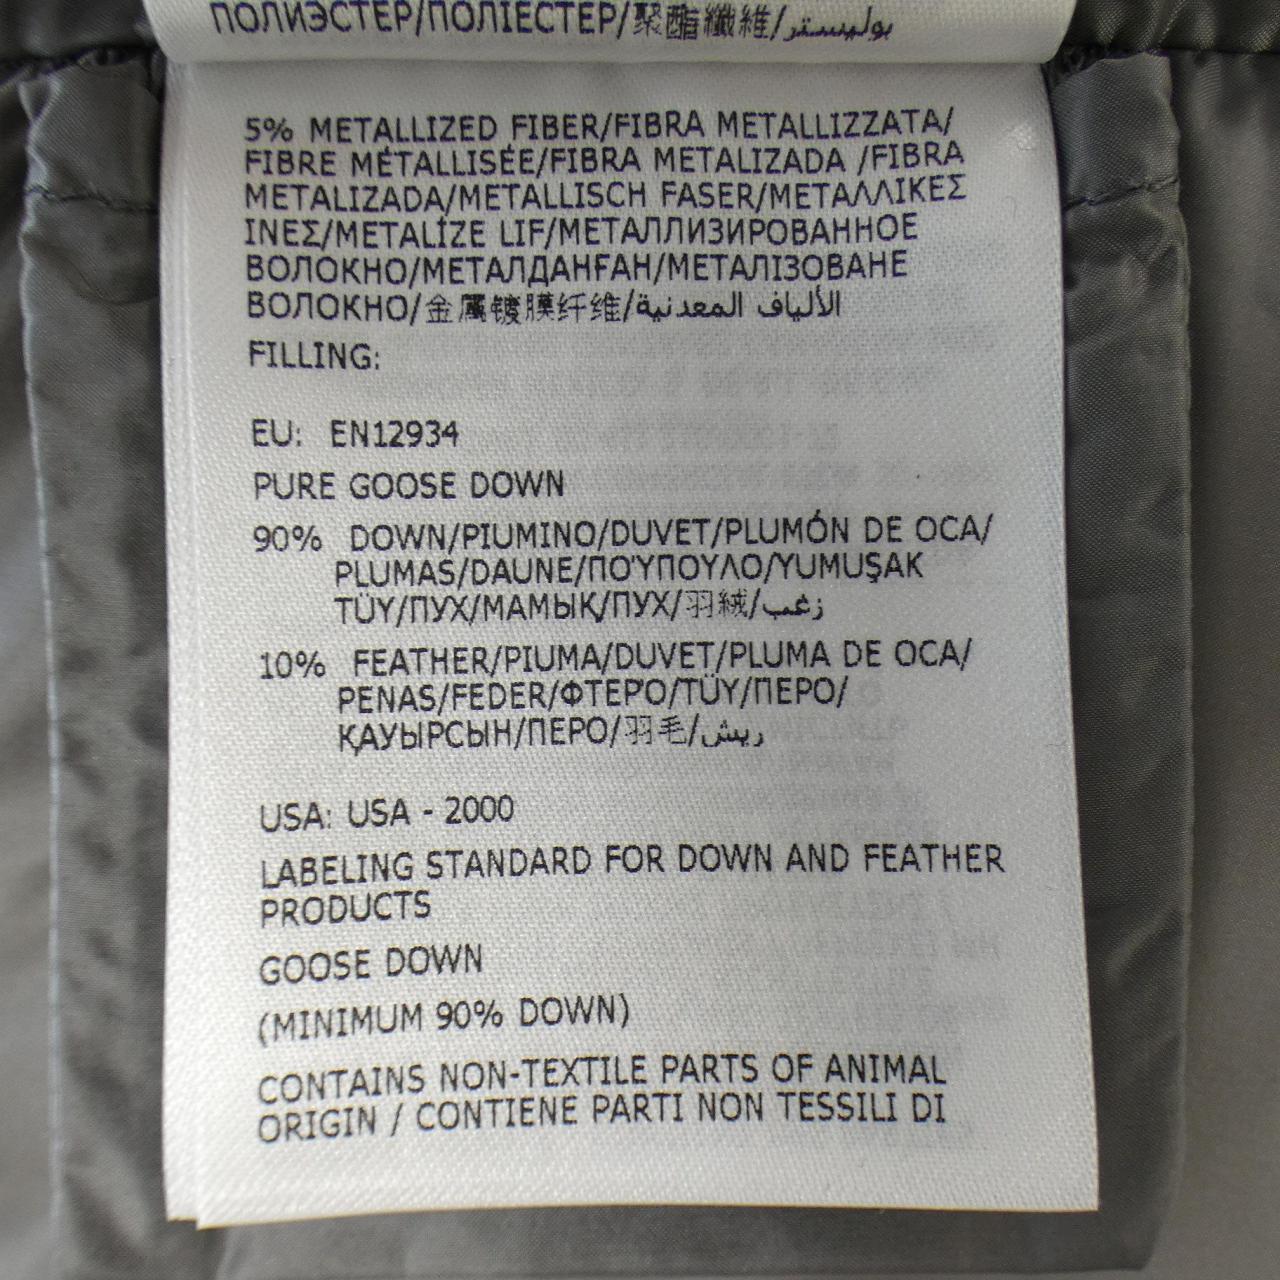 ПОЛИЭСТЕР/ПОЛІЕСТЕР/聚酯纖維/بوليستر
5% METALLIZED FIBER/FIBRA METALLIZZATA/
FIBRE MÉTALLISÉE/FIBRA METALIZADA /FIBRA
METALIZADA/METALLISCH FASER/ΜΕΤΑΛΛΙΚΕΣ
ΙΝΕΣ/METALİZE LIF/МЕТАЛЛИЗИРОВАННОЕ
ВОЛОКНО/МЕТАЛДАНҒАН/МЕТАЛІЗОВАНЕ
ВОЛОКНО/金属镀膜纤维/الألياف المعدنية
FILLING:
EU: EN12934
PURE GOOSE DOWN
90% DOWN/PIUMINO/DUVET/PLUMÓN DE OCA/
PLUMAS/DAUNE/ΠΟΎΠΟΥΛΟ/YUMUŞAK
TÜY/ПУХ/МАМЫҚ/ПУХ/羽絨/زغب
10% FEATHER/PIUMA/DUVET/PLUMA DE OCA/
PENAS/FEDER/ΦΤΕΡΌ/TÜY/ПЕРО/
ҚАУЫРСЫН/ПЕРО/羽毛/ريش
USA: USA - 2000
LABELING STANDARD FOR DOWN AND FEATHER
PRODUCTS
GOOSE DOWN
(MINIMUM 90% DOWN)
CONTAINS NON-TEXTILE PARTS OF ANIMAL
ORIGIN / CONTIENE PARTI NON TESSILI DI